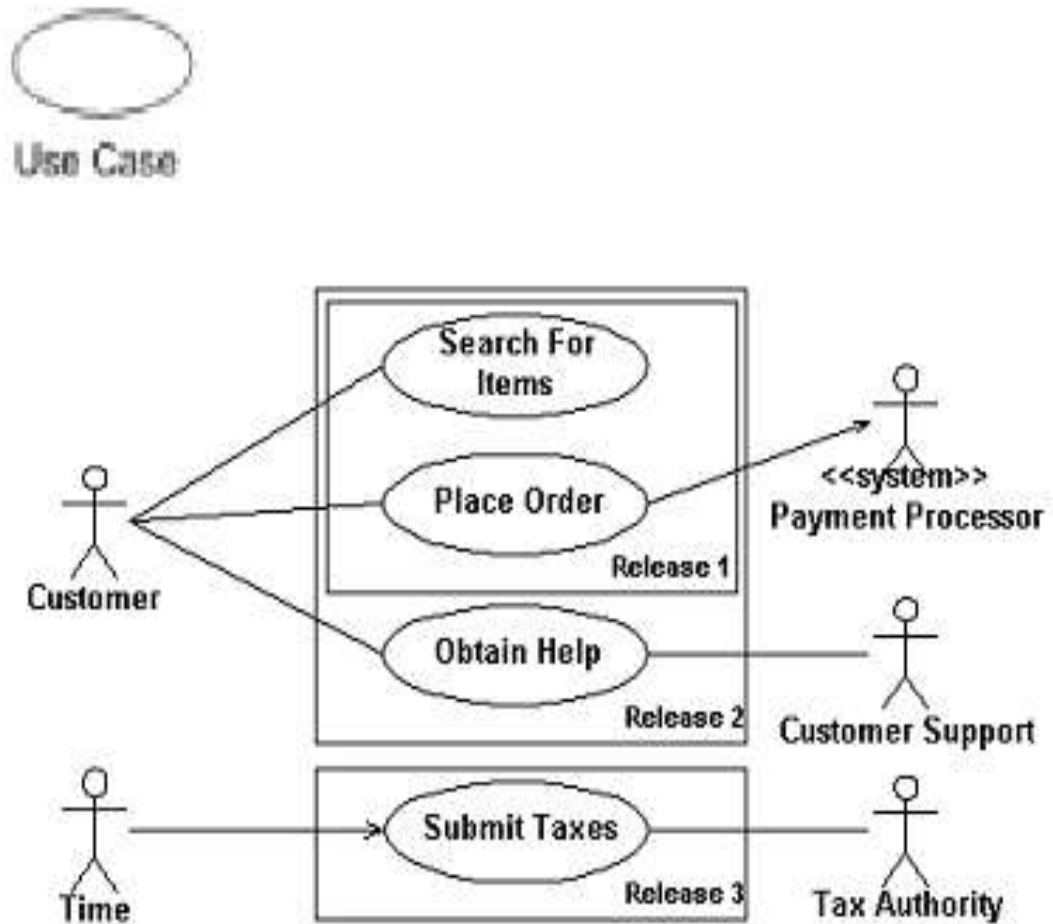 Use Case
Search For
Items
Place Order
<<system>>
Payment Processor
Release 1
Customer
Obtain Help
Release 2
Customer Support
Submit Taxes
Release 3
Time
Tax Authority